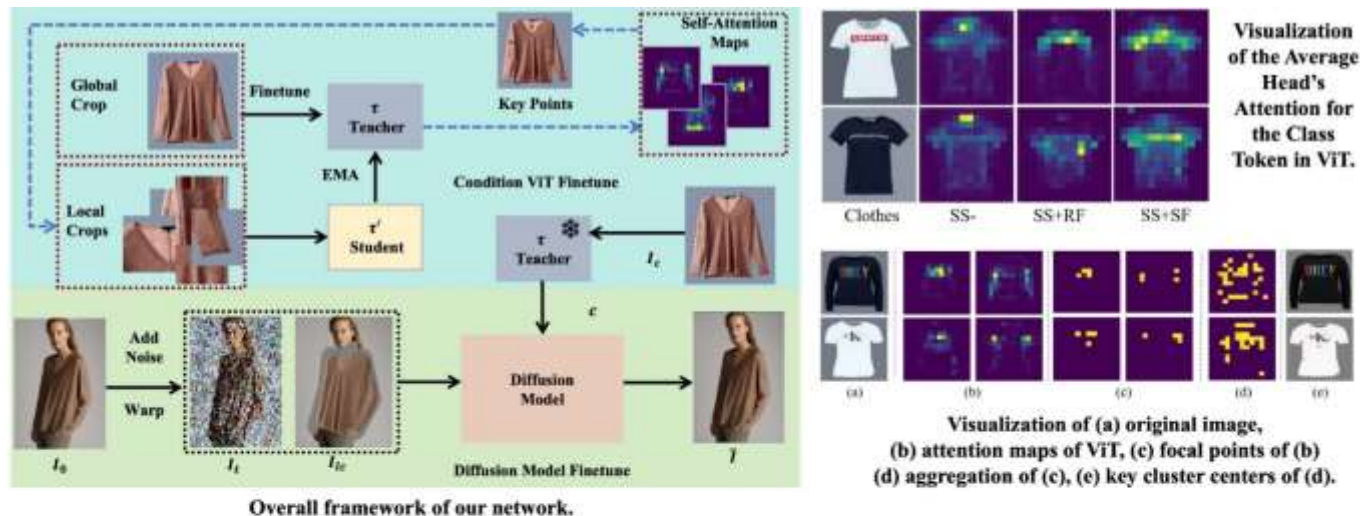 Global
Crop
Finetune
τ
Teacher
Key Points
Self-Attention
Maps
EMA
Local
Crops
τ′
Student
Condition ViT Finetune
τ
Teacher
I_c
c
I_0
Add
Noise
Warp
I_t
I_lc
Diffusion
Model
Diffusion Model Finetune
Ĩ
Overall framework of our network.
Visualization
of the Average
Head's
Attention for
the Class
Token in ViT.
Clothes
SS-
SS+RF
SS+SF
(a)
(b)
(c)
(d)
(e)
Visualization of (a) original image,
(b) attention maps of ViT, (c) focal points of (b)
(d) aggregation of (c), (e) key cluster centers of (d).